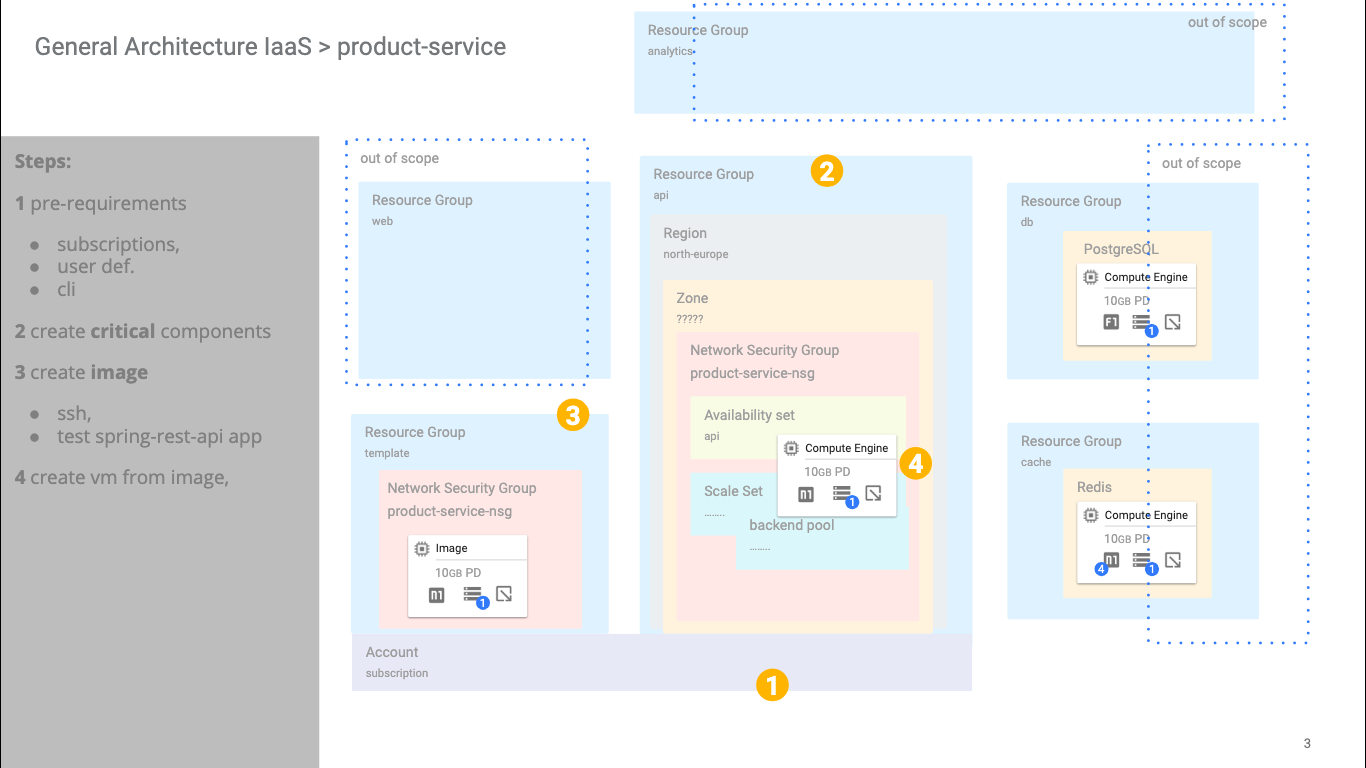 General Architecture IaaS > product-service
Resource Group
analytics
out of scope
Steps:
1 pre-requirements
● subscriptions,
● user def.
● cli
2 create critical components
3 create image
● ssh,
● test spring-rest-api app
4 create vm from image,
out of scope
Resource Group
web
3
Resource Group
template
Network Security Group
product-service-nsg
Image
10GB PD
n1
1
2
Resource Group
api
Region
north-europe
Zone
?????
Network Security Group
product-service-nsg
Availability set
api
Compute Engine
10GB PD
n1
1
4
Scale Set
........
backend pool
........
Account
subscription
1
out of scope
Resource Group
db
PostgreSQL
Compute Engine
10GB PD
F1
1
Resource Group
cache
Redis
Compute Engine
10GB PD
n1
4
1
3